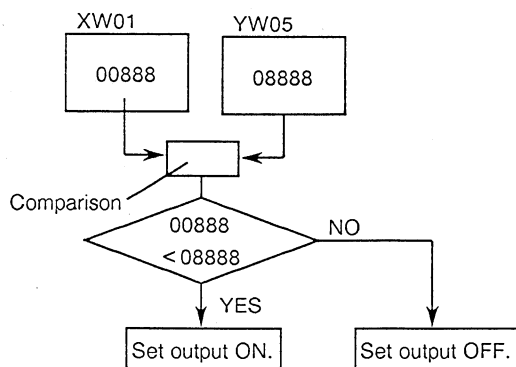 XW01
YW05
00888
08888
Comparison
00888
< 08888
NO
YES
Set output ON.
Set output OFF.